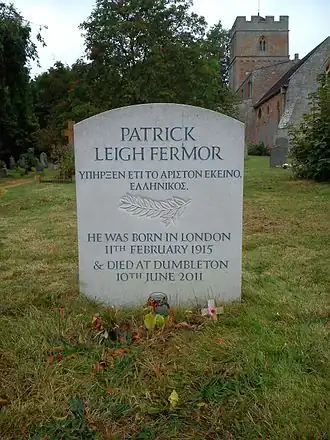 PATRICK
LEIGH FERMOR
ΥΠΗΡΞΕΝ ΕΤΙ ΤΟ ΑΡΙΣΤΟΝ ΕΚΕΙΝΟ,
ΕΛΛΗΝΙΚΟΣ.
HE WAS BORN IN LONDON
11TH FEBRUARY 1915
& DIED AT DUMBLETON
10TH JUNE 2011